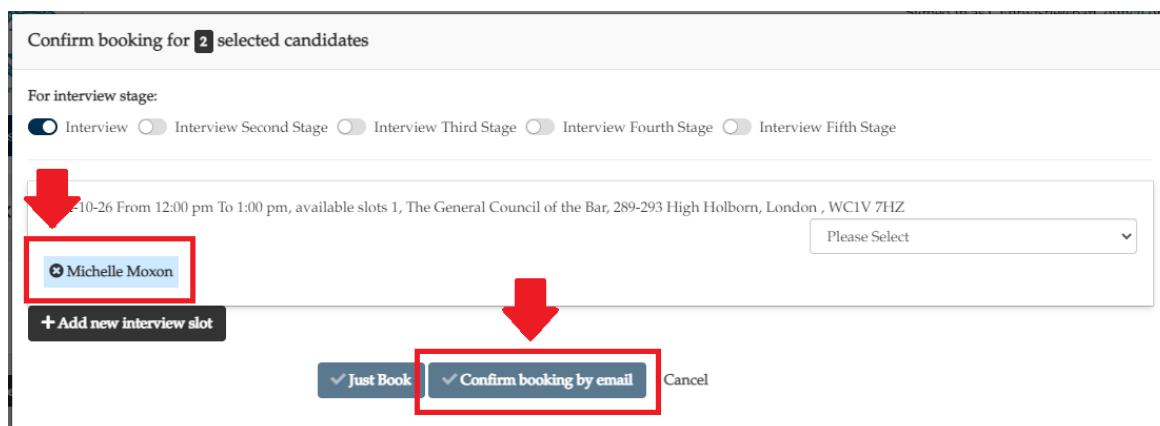 Confirm booking for 2 selected candidates
For interview stage:
Interview Interview Second Stage Interview Third Stage Interview Fourth Stage Interview Fifth Stage
-10-26 From 12:00 pm To 1:00 pm, available slots 1, The General Council of the Bar, 289-293 High Holborn, London , WC1V 7HZ
Please Select
Michelle Moxon
Add new interview slot
Just Book Confirm booking by email Cancel